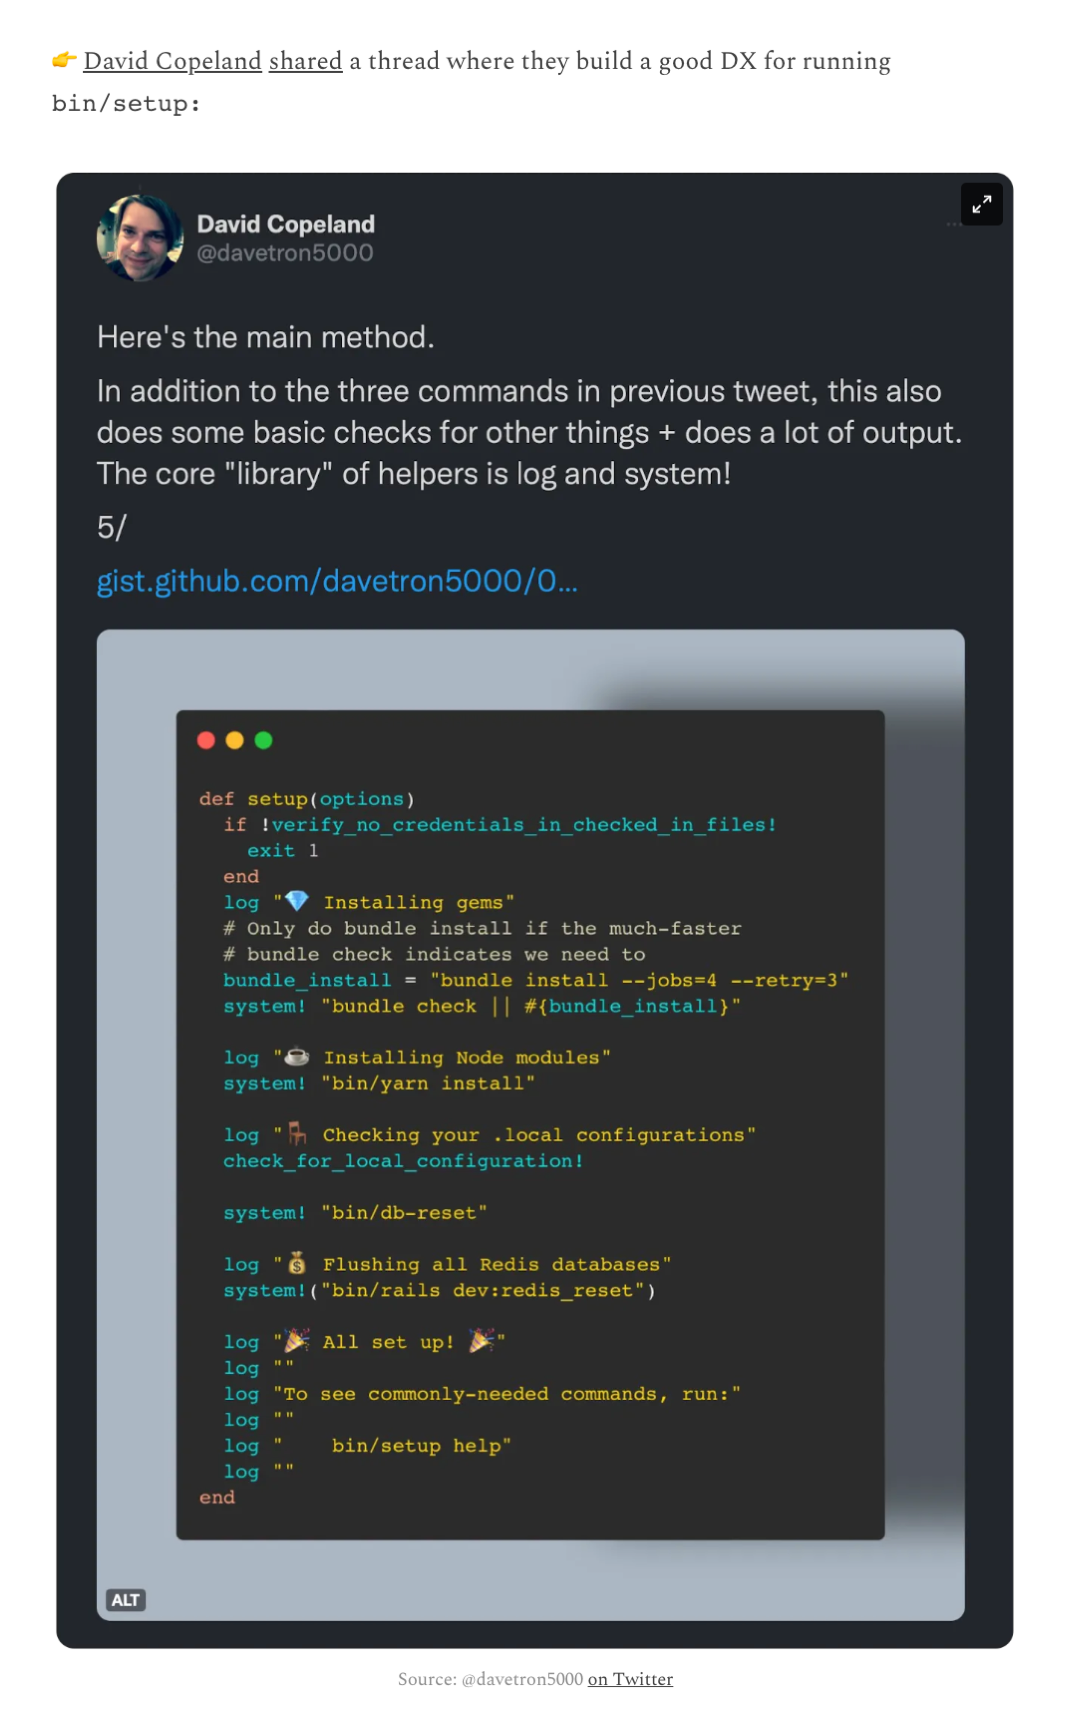 👉 David Copeland shared a thread where they build a good DX for running
bin/setup:
David Copeland
@davetron5000
Here's the main method.
In addition to the three commands in previous tweet, this also
does some basic checks for other things + does a lot of output.
The core "library" of helpers is log and system!
5/
gist.github.com/davetron5000/0...
def setup(options)
  if !verify_no_credentials_in_checked_in_files!
    exit 1
  end
  log "💎 Installing gems"
  # Only do bundle install if the much-faster
  # bundle check indicates we need to
  bundle_install = "bundle install --jobs=4 --retry=3"
  system! "bundle check || #{bundle_install}"
  log "☕️ Installing Node modules"
  system! "bin/yarn install"
  log "🪑 Checking your .local configurations"
  check_for_local_configuration!
  system! "bin/db-reset"
  log "💰 Flushing all Redis databases"
  system!("bin/rails dev:redis_reset")
  log "🎉 All set up! 🎉"
  log ""
  log "To see commonly-needed commands, run:"
  log ""
  log "    bin/setup help"
  log ""
end
ALT
Source: @davetron5000 on Twitter